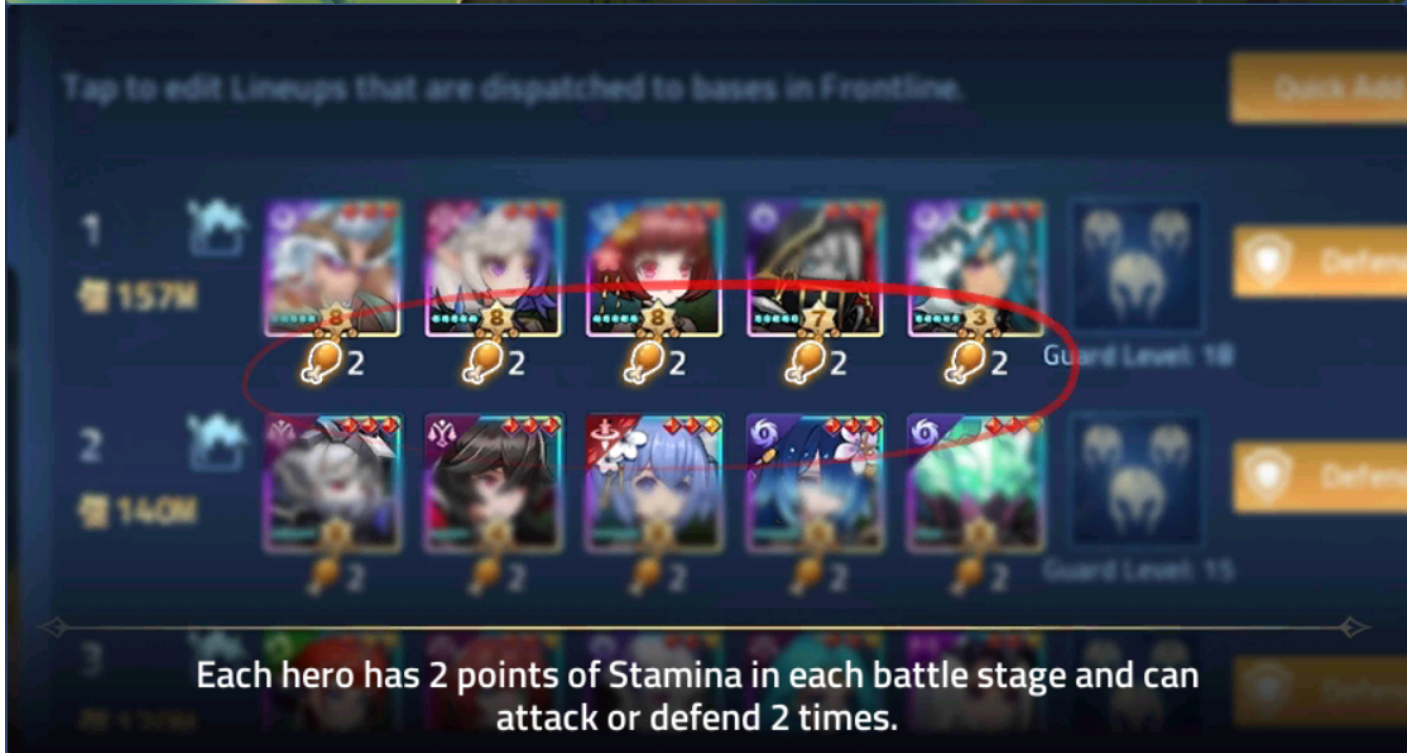 Tap to edit Lineups that are dispatched to bases in Frontline.
Quick Add
1
157M
8 8 8 7 3
2 2 2 2 2
Guard Level: 18
Defend
2
140M
2 2 2 2 2
Guard Level: 15
Defend
3
Each hero has 2 points of Stamina in each battle stage and can
attack or defend 2 times.